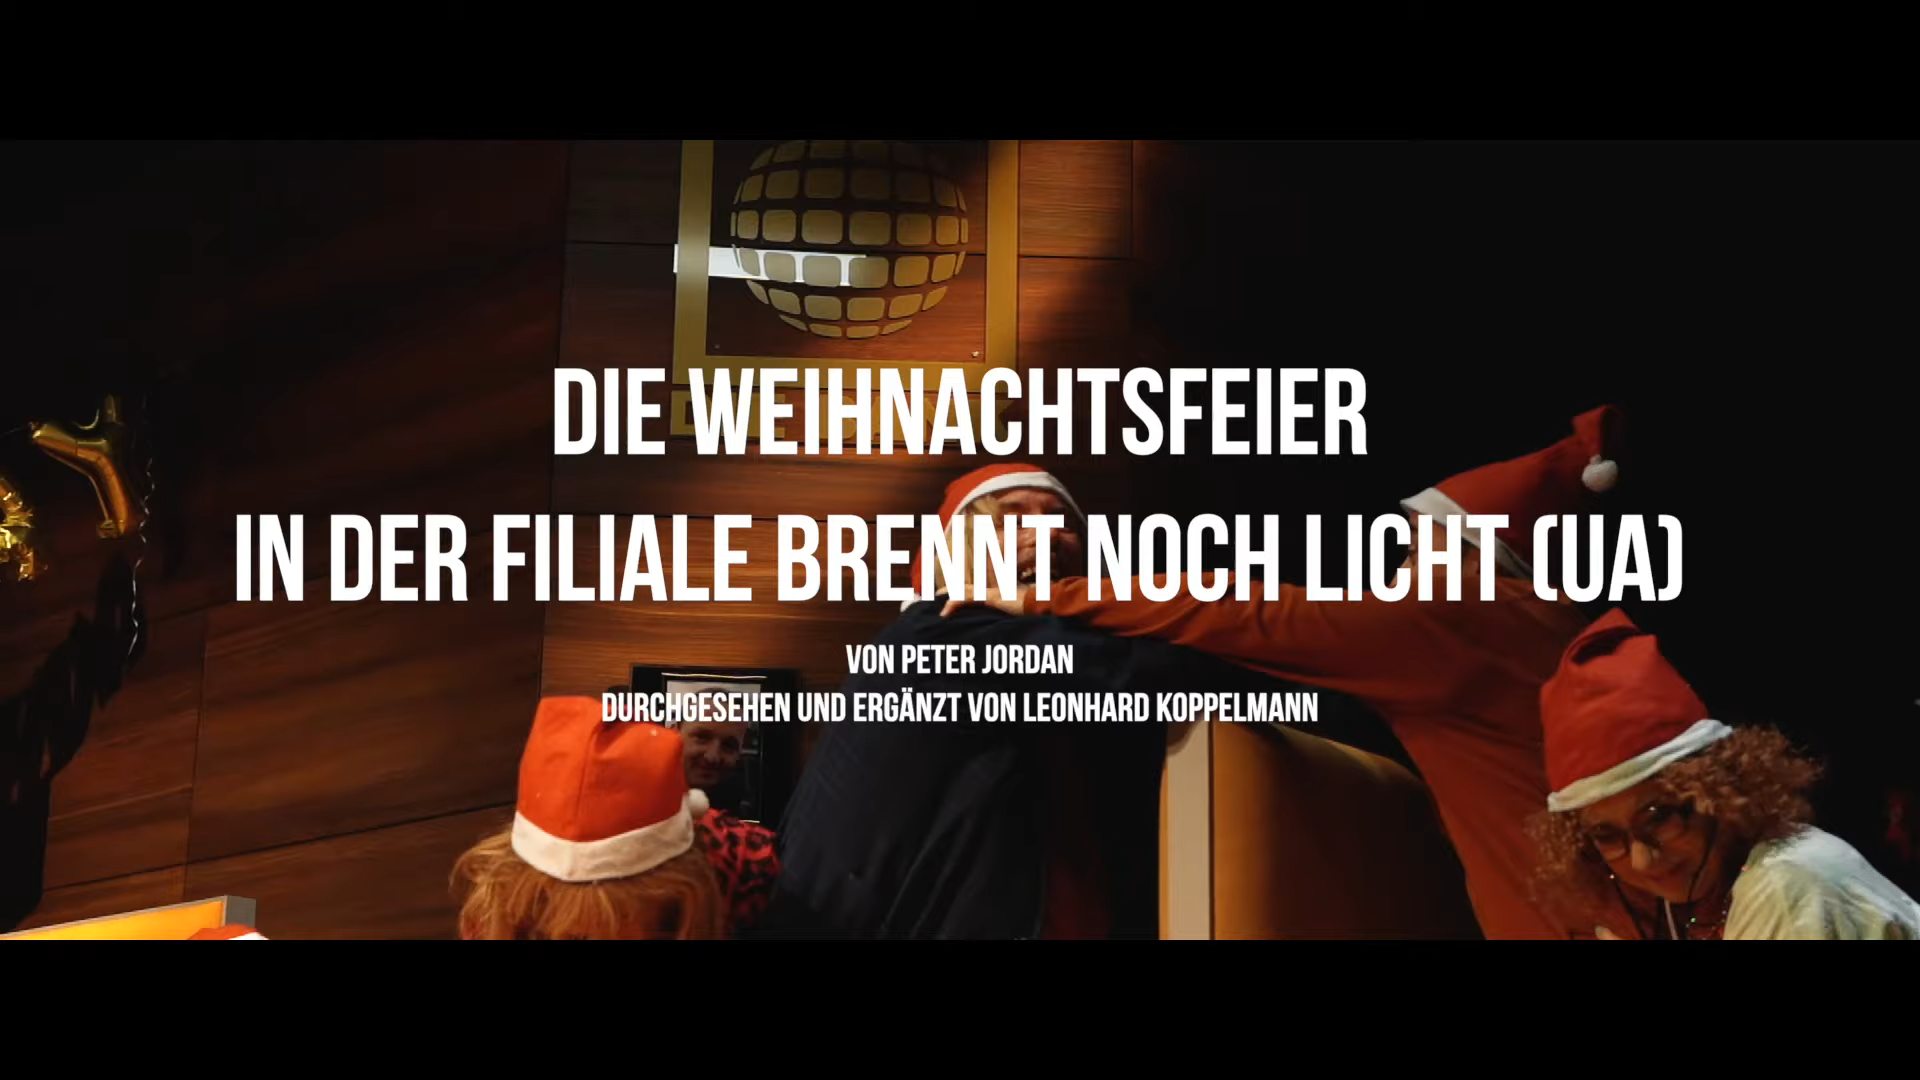 DIE WEIHNACHTSFEIER
IN DER FILIALE BRENNT NOCH LICHT (UA)
VON PETER JORDAN
DURCHGESEHEN UND ERGÄNZT VON LEONHARD KOPPELMANN